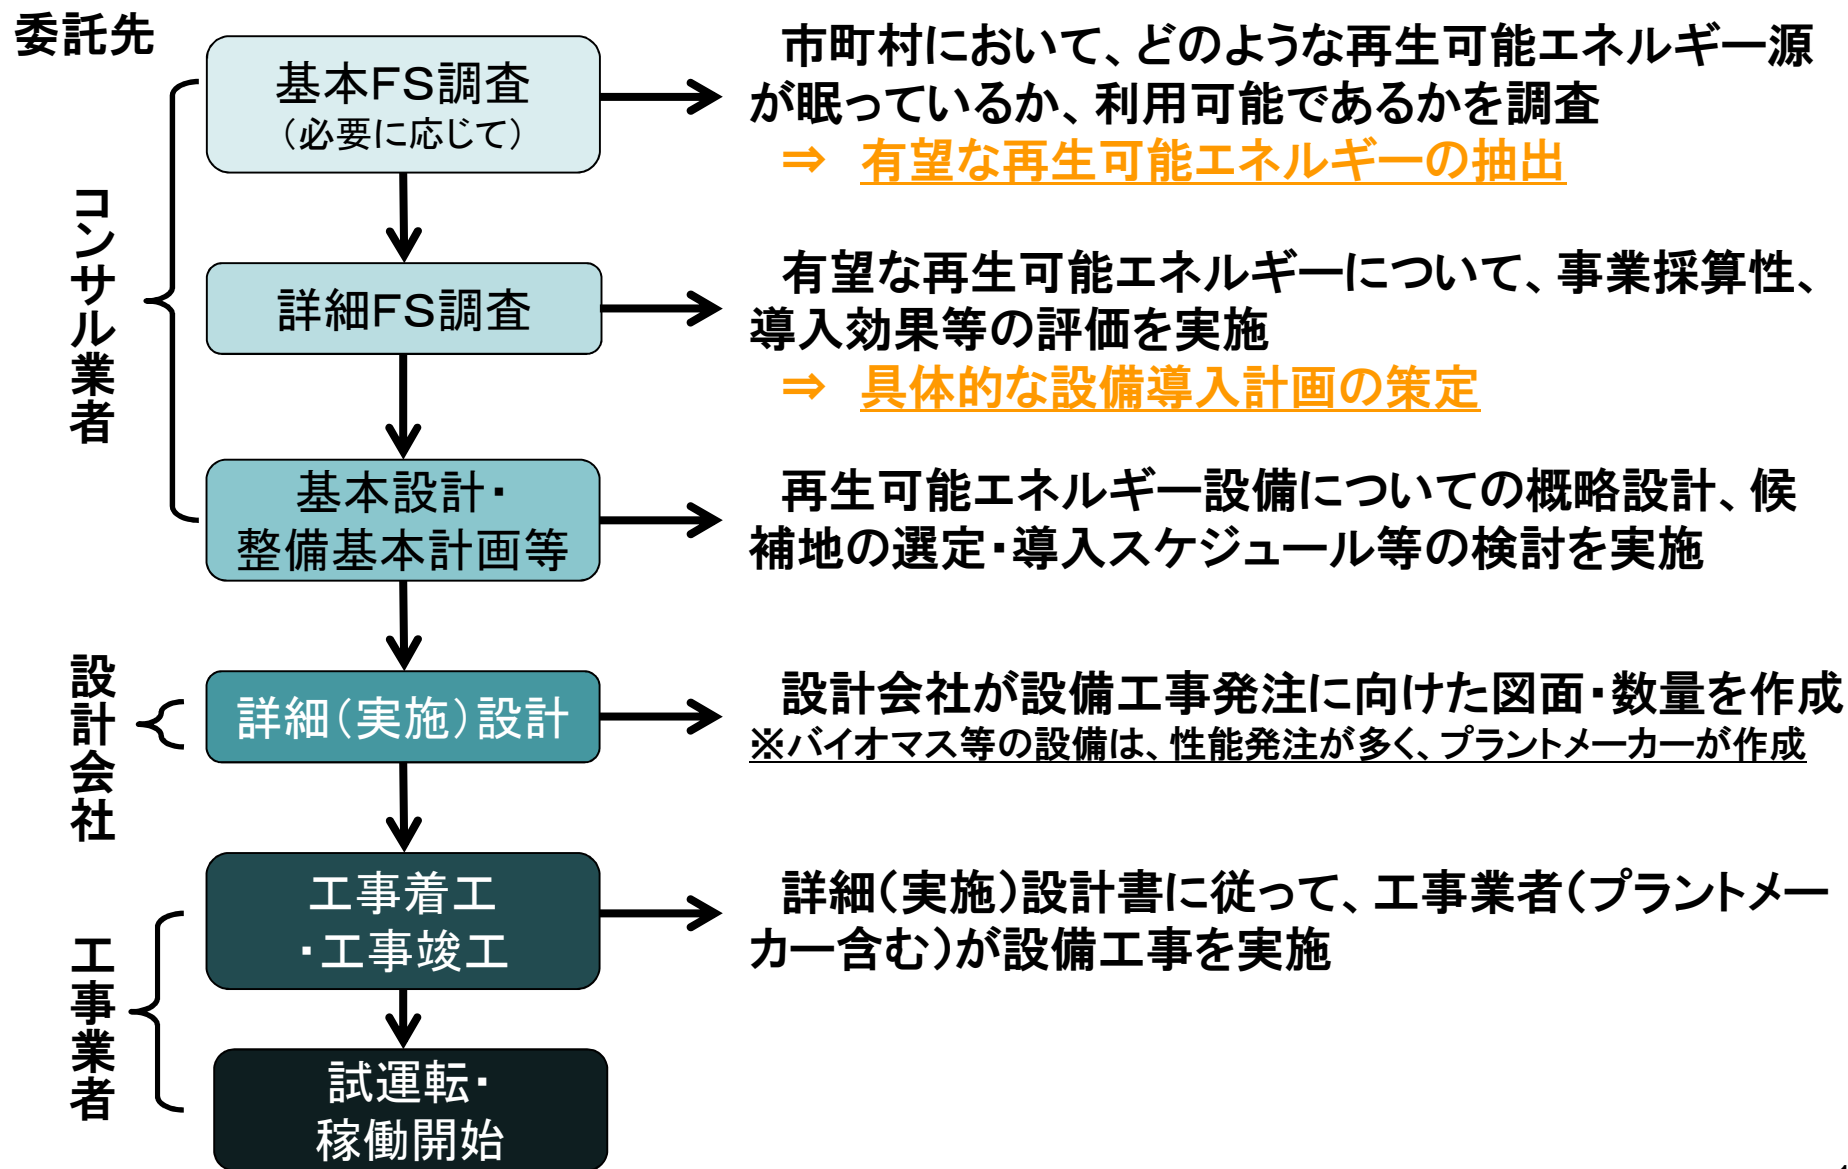 委託先
コンサル業者
基本FS調査
（必要に応じて）
市町村において、どのような再生可能エネルギー源
が眠っているか、利用可能であるかを調査
⇒　有望な再生可能エネルギーの抽出
詳細FS調査
有望な再生可能エネルギーについて、事業採算性、
導入効果等の評価を実施
⇒　具体的な設備導入計画の策定
基本設計・
整備基本計画等
再生可能エネルギー設備についての概略設計、候
補地の選定・導入スケジュール等の検討を実施
設計会社
詳細（実施）設計
設計会社が設備工事発注に向けた図面・数量を作成
※バイオマス等の設備は、性能発注が多く、プラントメーカーが作成
工事業者
工事着工
・工事竣工
詳細（実施）設計書に従って、工事業者（プラントメー
カー含む）が設備工事を実施
試運転・
稼働開始